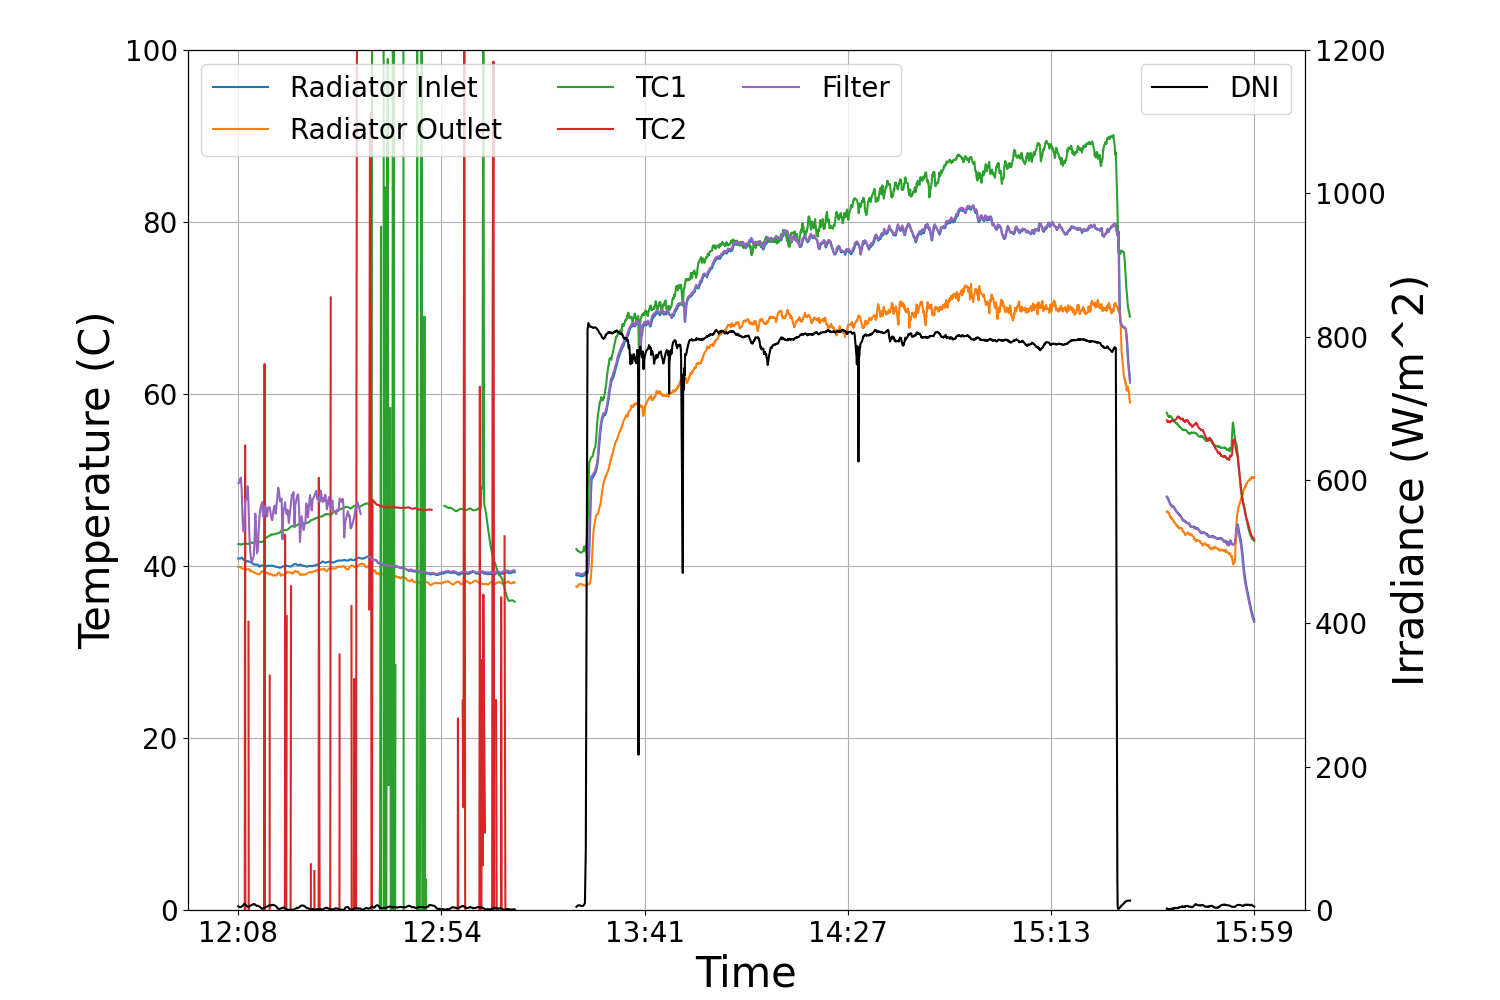 Radiator Inlet
Radiator Outlet
TC1
TC2
Filter
DNI
Temperature (C)
100
80
60
40
20
0
1200
1000
800
600
400
200
0
Irradiance (W/m^2)
12:08
12:54
13:41
14:27
15:13
15:59
Time